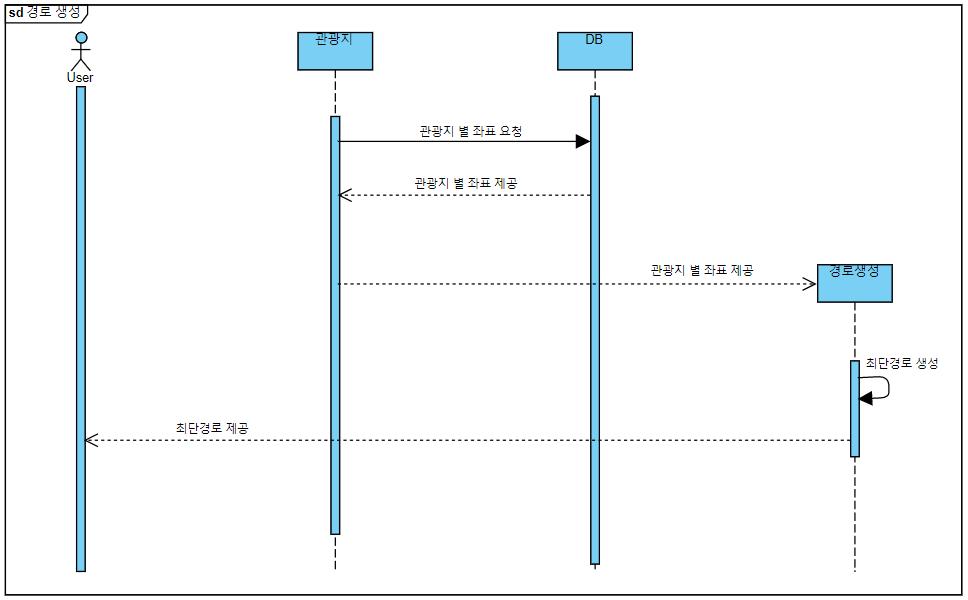 sd 경로 생성
User
관광지
DB
관광지 별 좌표 요청
관광지 별 좌표 제공
관광지 별 좌표 제공
경로생성
최단경로 생성
최단경로 제공